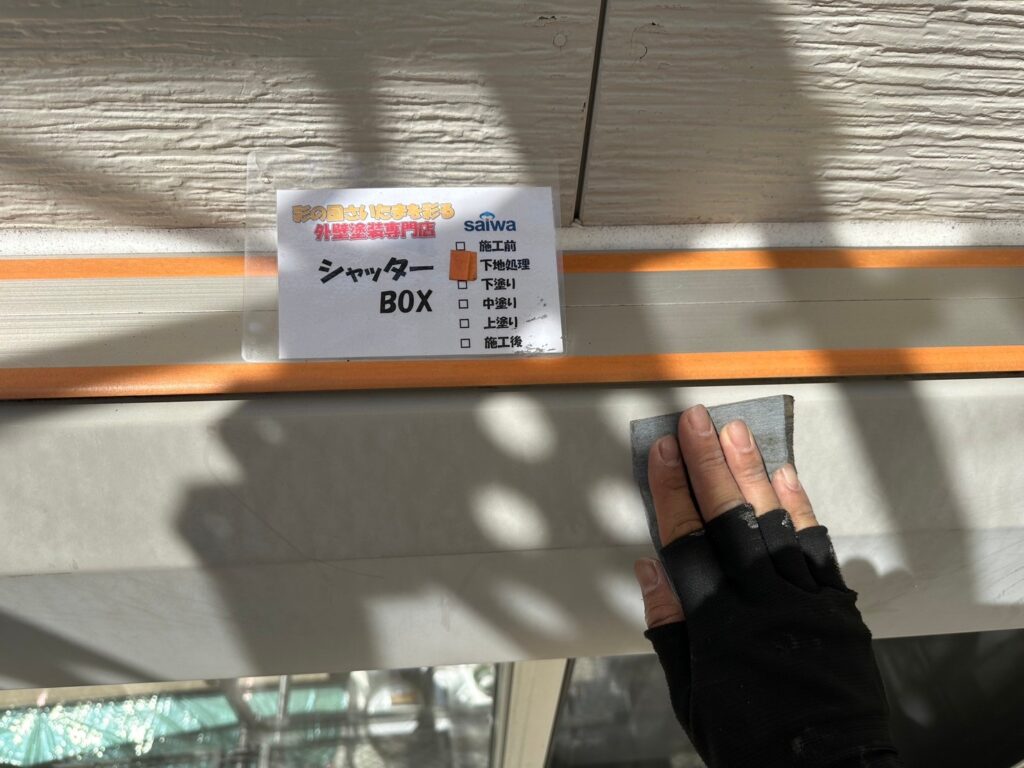 彩の国さいたまを彩る
外壁塗装専門店
saiwa
シャッター
BOX
□ 施工前
下地処理
□ 下塗り
□ 中塗り
□ 上塗り
□ 施工後